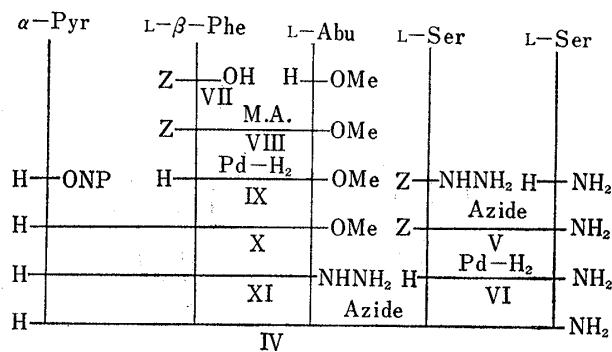 α-Pyr L-β-Phe L-Abu L-Ser L-Ser
Z OH H OMe
VII
M.A.
Z OMe
VIII
Pd-H₂
H ONP H OMe Z NHNH₂ H NH₂
IX Azide
H OMe Z NH₂
X V
Pd-H₂
H NHNH₂ H NH₂
XI Azide VI
H NH₂
IV